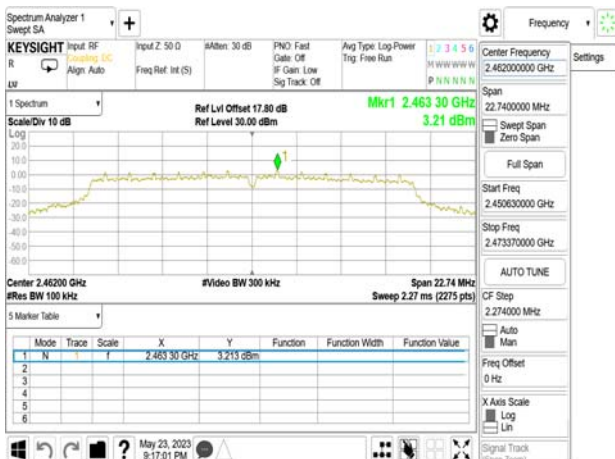 Spectrum Analyzer 1
Swept SA
Frequency
KEYSIGHT
R
Input: RF
Coupling: DC
Align: Auto
Input Z: 50 Ω
Freq Ref: Int (S)
#Atten: 30 dB
PNO: Fast
Gate: Off
IF Gain: Low
Sig Track: Off
Avg Type: Log-Power
Trig: Free Run
1 2 3 4 5 6
M W W W W W
P N N N N N
1 Spectrum
Scale/Div 10 dB
Ref Lvl Offset 17.80 dB
Ref Level 30.00 dBm
Mkr1 2.463 30 GHz
3.21 dBm
Log
20.0
10.0
0.00
-10.0
-20.0
-30.0
-40.0
-50.0
-60.0
1
Center 2.46200 GHz
#Res BW 100 kHz
#Video BW 300 kHz
Span 22.74 MHz
Sweep 2.27 ms (2275 pts)
5 Marker Table
Mode Trace Scale X Y Function Function Width Function Value
1 N 1 f 2.463 30 GHz 3.213 dBm
2
3
4
5
6
May 23, 2023
9:17:01 PM
Center Frequency
2.462000000 GHz
Settings
Span
22.7400000 MHz
Swept Span
Zero Span
Full Span
Start Freq
2.450630000 GHz
Stop Freq
2.473370000 GHz
AUTO TUNE
CF Step
2.274000 MHz
Auto
Man
Freq Offset
0 Hz
X Axis Scale
Log
Lin
Signal Track